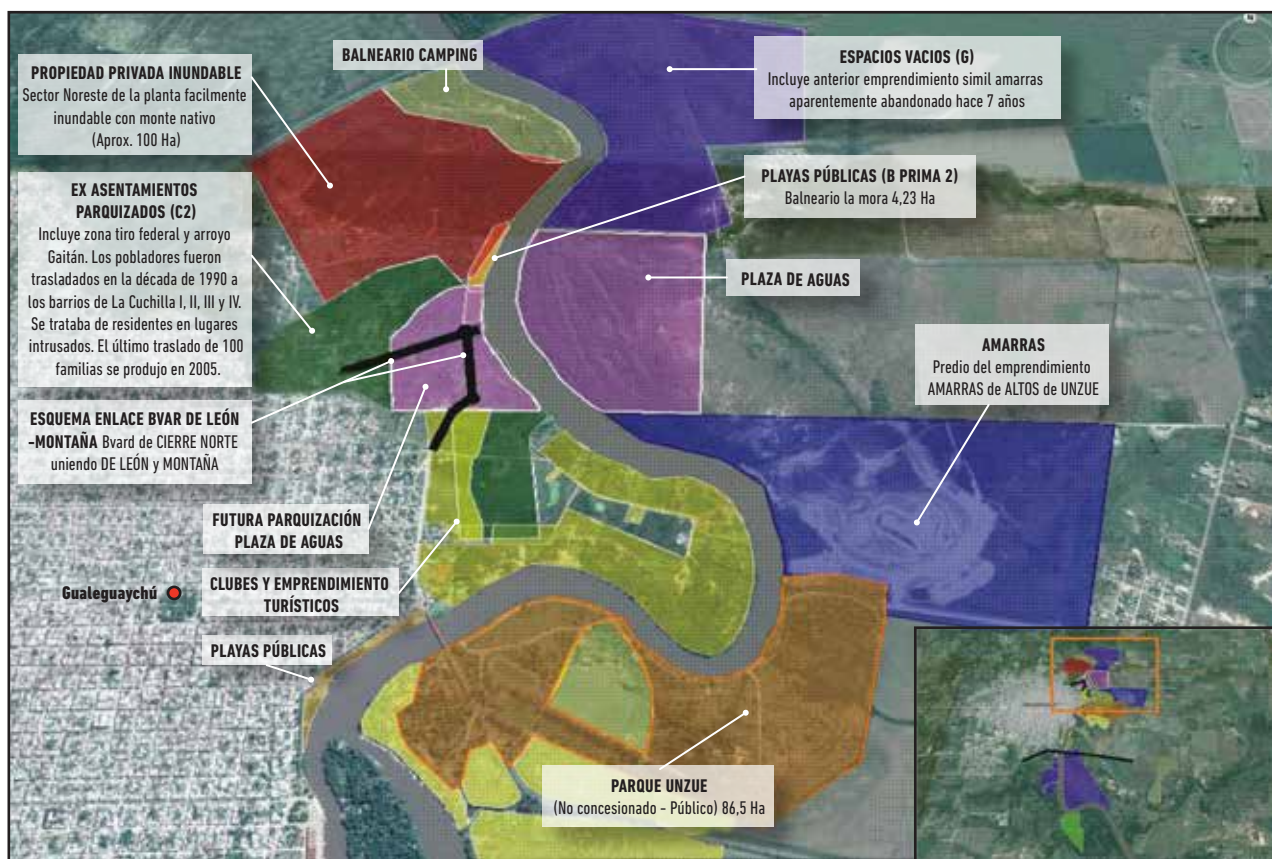 BALNEARIO CAMPING
PROPIEDAD PRIVADA INUNDABLE
Sector Noreste de la planta facilmente
inundable con monte nativo
(Aprox. 100 Ha)
ESPACIOS VACIOS (G)
Incluye anterior emprendimiento simil amarras
aparentemente abandonado hace 7 años
PLAYAS PÚBLICAS (B PRIMA 2)
Balneario la mora 4,23 Ha
EX ASENTAMIENTOS
PARQUIZADOS (C2)
Incluye zona tiro federal y arroyo
Gaitán. Los pobladores fueron
trasladados en la década de 1990 a
los barrios de La Cuchilla I, II, III y IV.
Se trataba de residentes en lugares
intrusados. El último traslado de 100
familias se produjo en 2005.
PLAZA DE AGUAS
AMARRAS
Predio del emprendimiento
AMARRAS de ALTOS de UNZUE
ESQUEMA ENLACE BVAR DE LEÓN
-MONTAÑA Bvard de CIERRE NORTE
uniendo DE LEÓN y MONTAÑA
FUTURA PARQUIZACIÓN
PLAZA DE AGUAS
Gualeguaychú
CLUBES Y EMPRENDIMIENTO
TURÍSTICOS
PLAYAS PÚBLICAS
PARQUE UNZUE
(No concesionado - Público) 86,5 Ha